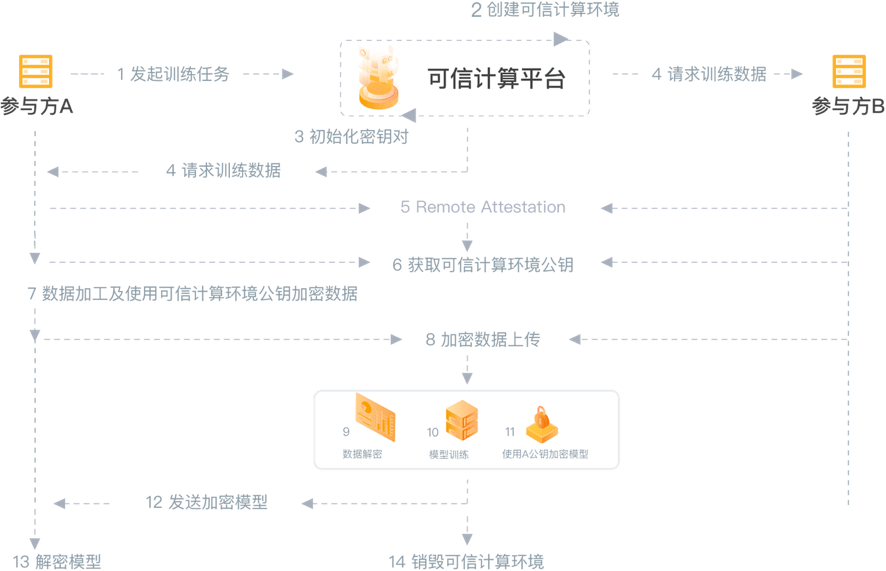 2 创建可信计算环境
1 发起训练任务
可信计算平台
4 请求训练数据
参与方A
参与方B
3 初始化密钥对
4 请求训练数据
5 Remote Attestation
6 获取可信计算环境公钥
7 数据加工及使用可信计算环境公钥加密数据
8 加密数据上传
9
10
11
数据解密
模型训练
使用A公钥加密模型
12 发送加密模型
13 解密模型
14 销毁可信计算环境